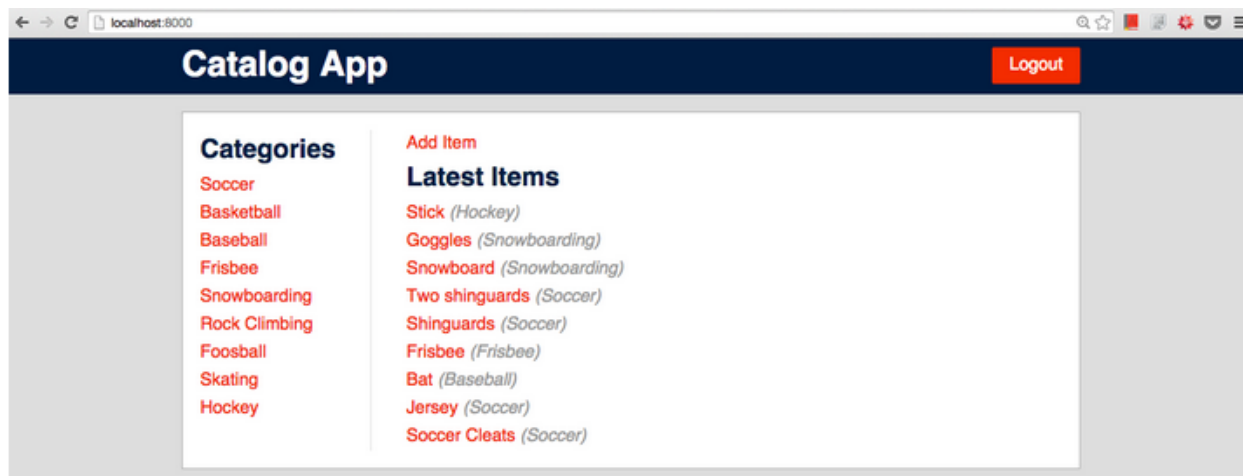 localhost:8000
Catalog App
Logout
Categories
Soccer
Basketball
Baseball
Frisbee
Snowboarding
Rock Climbing
Foosball
Skating
Hockey
Add Item
Latest Items
Stick (Hockey)
Goggles (Snowboarding)
Snowboard (Snowboarding)
Two shinguards (Soccer)
Shinguards (Soccer)
Frisbee (Frisbee)
Bat (Baseball)
Jersey (Soccer)
Soccer Cleats (Soccer)